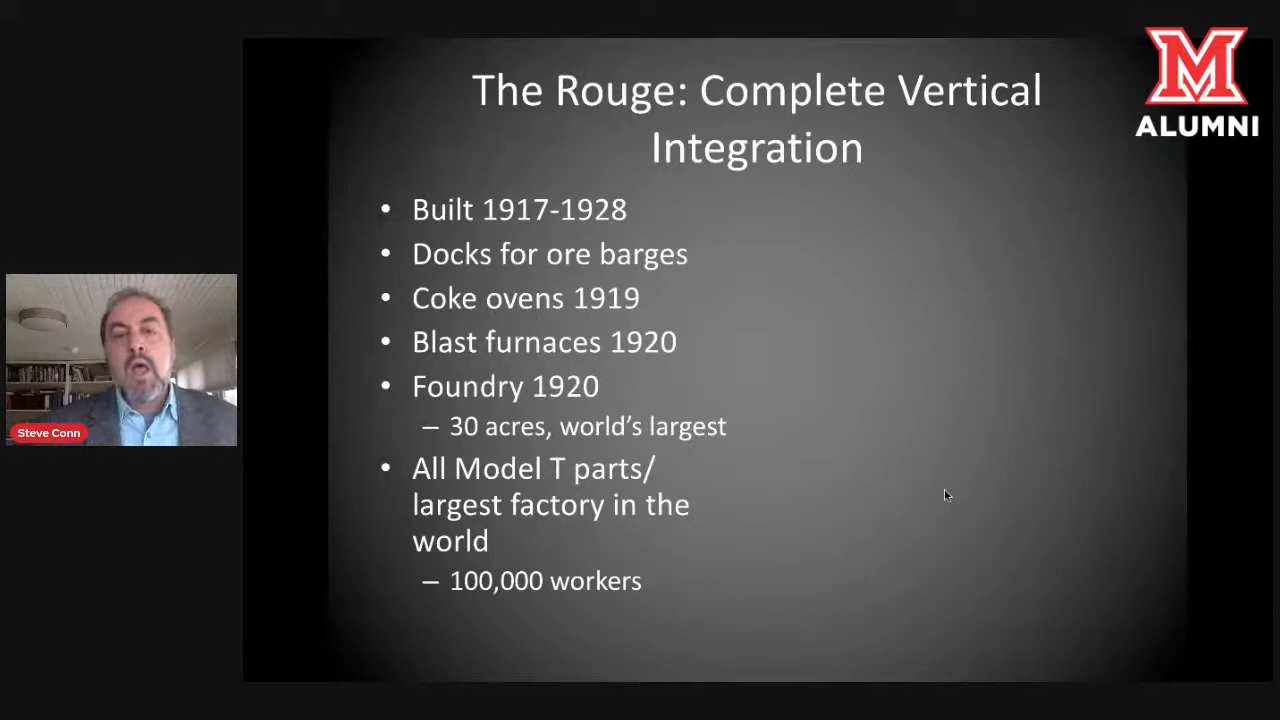 The Rouge: Complete Vertical
Integration
• Built 1917-1928
• Docks for ore barges
• Coke ovens 1919
• Blast furnaces 1920
• Foundry 1920
– 30 acres, world’s largest
• All Model T parts/
largest factory in the
world
– 100,000 workers
M
ALUMNI
Steve Conn